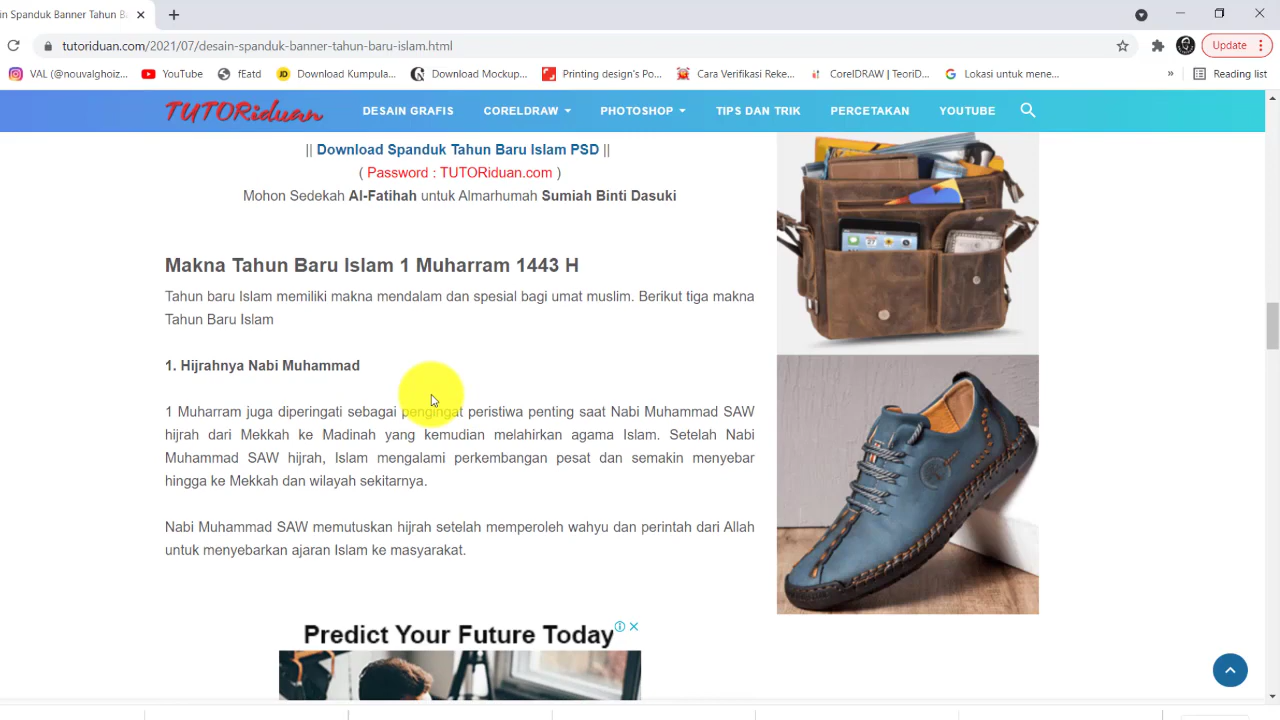 in Spanduk Banner Tahun Ba
tutoriduan.com/2021/07/desain-spanduk-banner-tahun-baru-islam.html
Update
VAL (@nouvalghoiz...
YouTube
fEatd
Download Kumpula...
Download Mockup...
Printing design's Po...
Cara Verifikasi Reke...
CorelDRAW | TeoriD...
Lokasi untuk mene...
»
Reading list
TUTORiduan
DESAIN GRAFIS
CORELDRAW
PHOTOSHOP
TIPS DAN TRIK
PERCETAKAN
YOUTUBE
|| Download Spanduk Tahun Baru Islam PSD ||
( Password : TUTORiduan.com )
Mohon Sedekah Al-Fatihah untuk Almarhumah Sumiah Binti Dasuki
Makna Tahun Baru Islam 1 Muharram 1443 H
Tahun baru Islam memiliki makna mendalam dan spesial bagi umat muslim. Berikut tiga makna
Tahun Baru Islam
1. Hijrahnya Nabi Muhammad
1 Muharram juga diperingati sebagai pengingat peristiwa penting saat Nabi Muhammad SAW
hijrah dari Mekkah ke Madinah yang kemudian melahirkan agama Islam. Setelah Nabi
Muhammad SAW hijrah, Islam mengalami perkembangan pesat dan semakin menyebar
hingga ke Mekkah dan wilayah sekitarnya.
Nabi Muhammad SAW memutuskan hijrah setelah memperoleh wahyu dan perintah dari Allah
untuk menyebarkan ajaran Islam ke masyarakat.
Predict Your Future Today